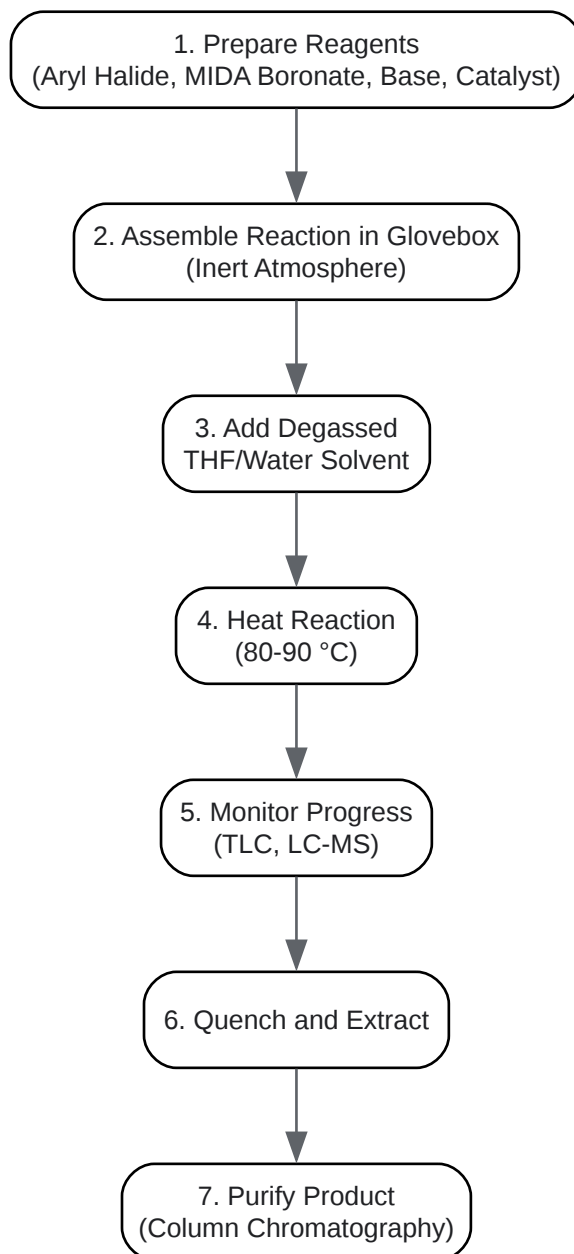 1. Prepare Reagents
(Aryl Halide, MIDA Boronate, Base, Catalyst)
2. Assemble Reaction in Glovebox
(Inert Atmosphere)
3. Add Degassed
THF/Water Solvent
4. Heat Reaction
(80-90 °C)
5. Monitor Progress
(TLC, LC-MS)
6. Quench and Extract
7. Purify Product
(Column Chromatography)